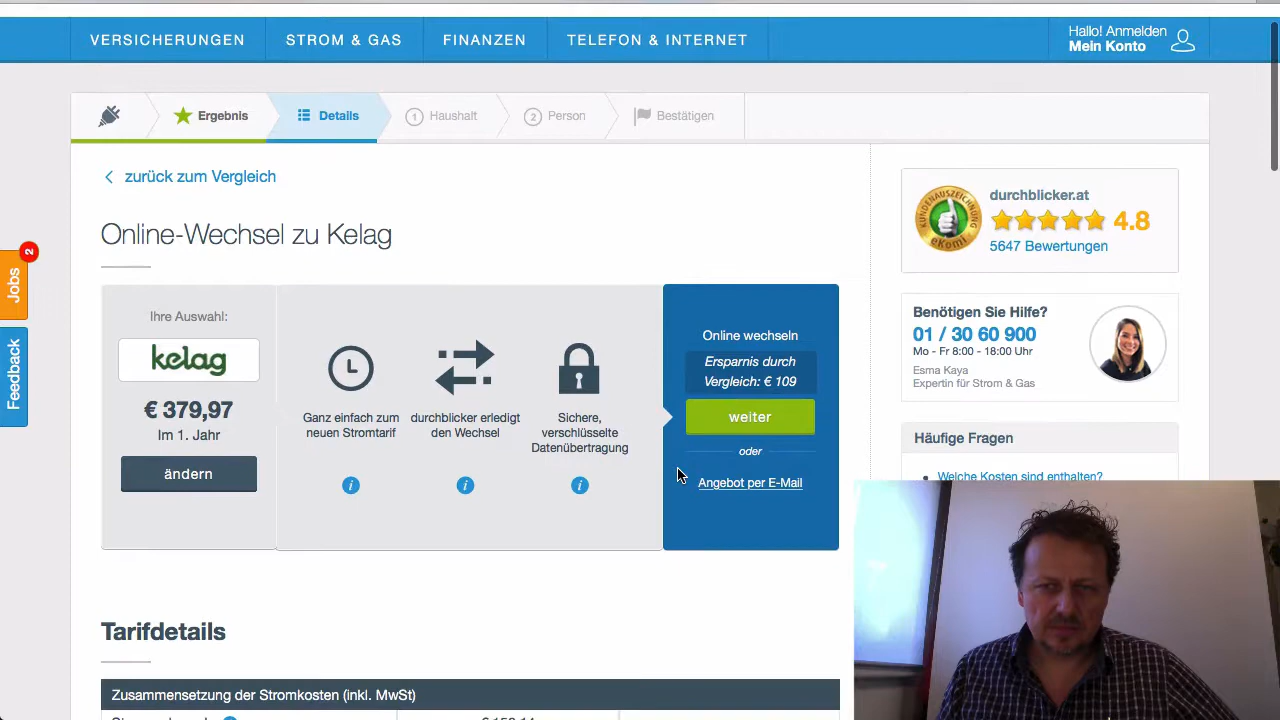 VERSICHERUNGEN
STROM & GAS
FINANZEN
TELEFON & INTERNET
Hallo! Anmelden
Mein Konto
Ergebnis
Details
1 Haushalt
2 Person
Bestätigen
zurück zum Vergleich
Online-Wechsel zu Kelag
Ihre Auswahl:
kelag
€ 379,97
Im 1. Jahr
ändern
Ganz einfach zum
neuen Stromtarif
i
durchblicker erledigt
den Wechsel
i
Sichere,
verschlüsselte
Datenübertragung
i
Online wechseln
Ersparnis durch
Vergleich: € 109
weiter
oder
Angebot per E-Mail
Tarifdetails
Zusammensetzung der Stromkosten (inkl. MwSt)
KUNDENAUSZEICHNUNG
eKomi
durchblicker.at
4.8
5647 Bewertungen
Benötigen Sie Hilfe?
01 / 30 60 900
Mo - Fr 8:00 - 18:00 Uhr
Esma Kaya
Expertin für Strom & Gas
Häufige Fragen
Welche Kosten sind enthalten?
Jobs
2
Feedback